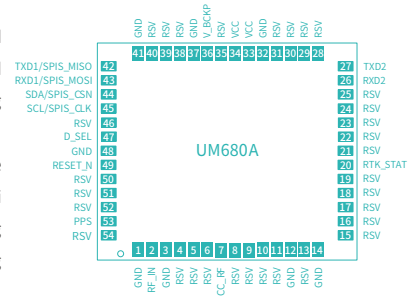 GND RSV RSV RSV GND V_BCKP RSV VCC VCC GND RSV RSV RSV RSV
41 40 39 38 37 36 35 34 33 32 31 30 29 28
TXD1/SPIS_MISO 42
RXD1/SPIS_MOSI 43
SDA/SPIS_CSN 44
SCL/SPIS_CLK 45
RSV 46
D_SEL 47
GND 48
RESET_N 49
RSV 50
RSV 51
RSV 52
PPS 53
RSV 54
UM680A
27 TXD2
26 RXD2
25 RSV
24 RSV
23 RSV
22 RSV
21 RSV
20 RTK_STAT
19 RSV
18 RSV
17 RSV
16 RSV
15 RSV
1 2 3 4 5 6 7 8 9 10 11 12 13 14
GND RF_IN GND RSV RSV RSV CC_RF RSV RSV RSV RSV GND RSV GND